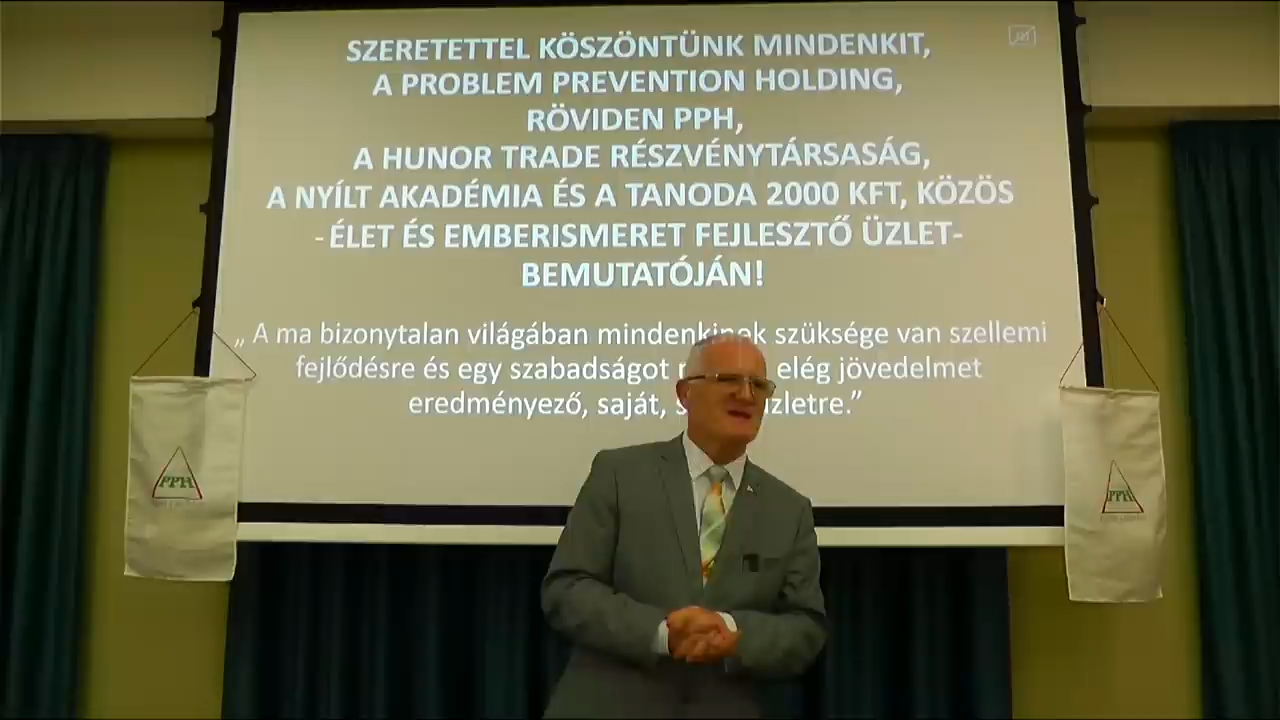 SZERETETTEL KÖSZÖNTÜNK MINDENKIT,
A PROBLEM PREVENTION HOLDING,
RÖVIDEN PPH,
A HUNOR TRADE RÉSZVÉNYTÁRSASÁG,
A NYÍLT AKADÉMIA ÉS A TANODA 2000 KFT, KÖZÖS
- ÉLET ÉS EMBERISMERET FEJLESZTŐ ÜZLET-
BEMUTATÓJÁN!
„ A ma bizonytalan világában mindenkinek szüksége van szellemi
fejlődésre és egy szabadságot elég jövedelmet
eredményező, saját, üzletre.”
PPH
PPH